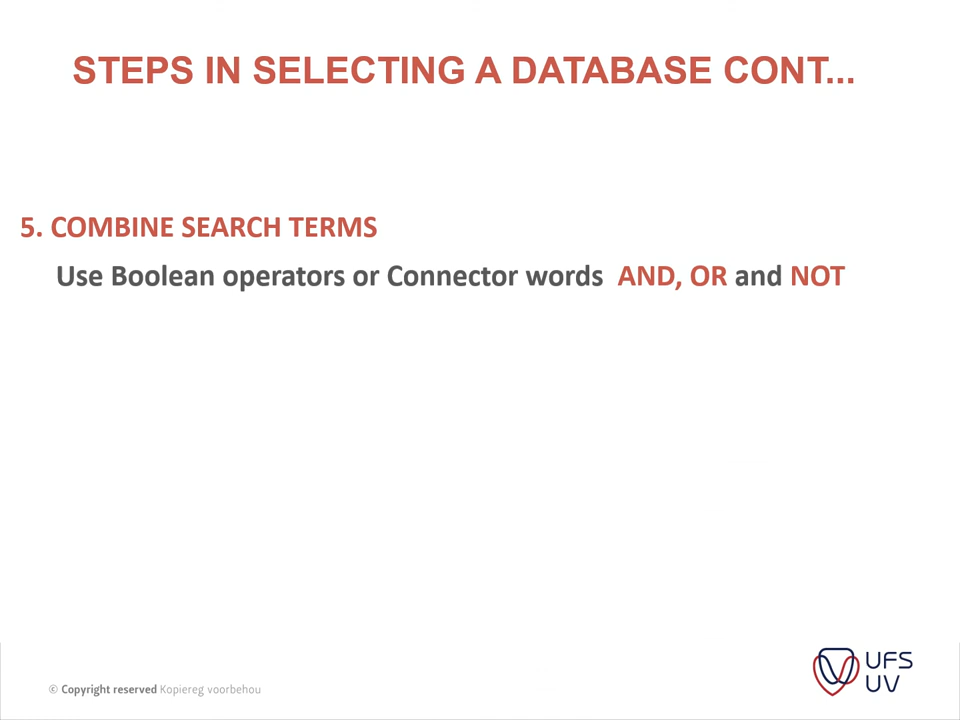 STEPS IN SELECTING A DATABASE CONT...
5. COMBINE SEARCH TERMS
Use Boolean operators or Connector words AND, OR and NOT
© Copyright reserved Kopiereg voorbehou
UFS
UV